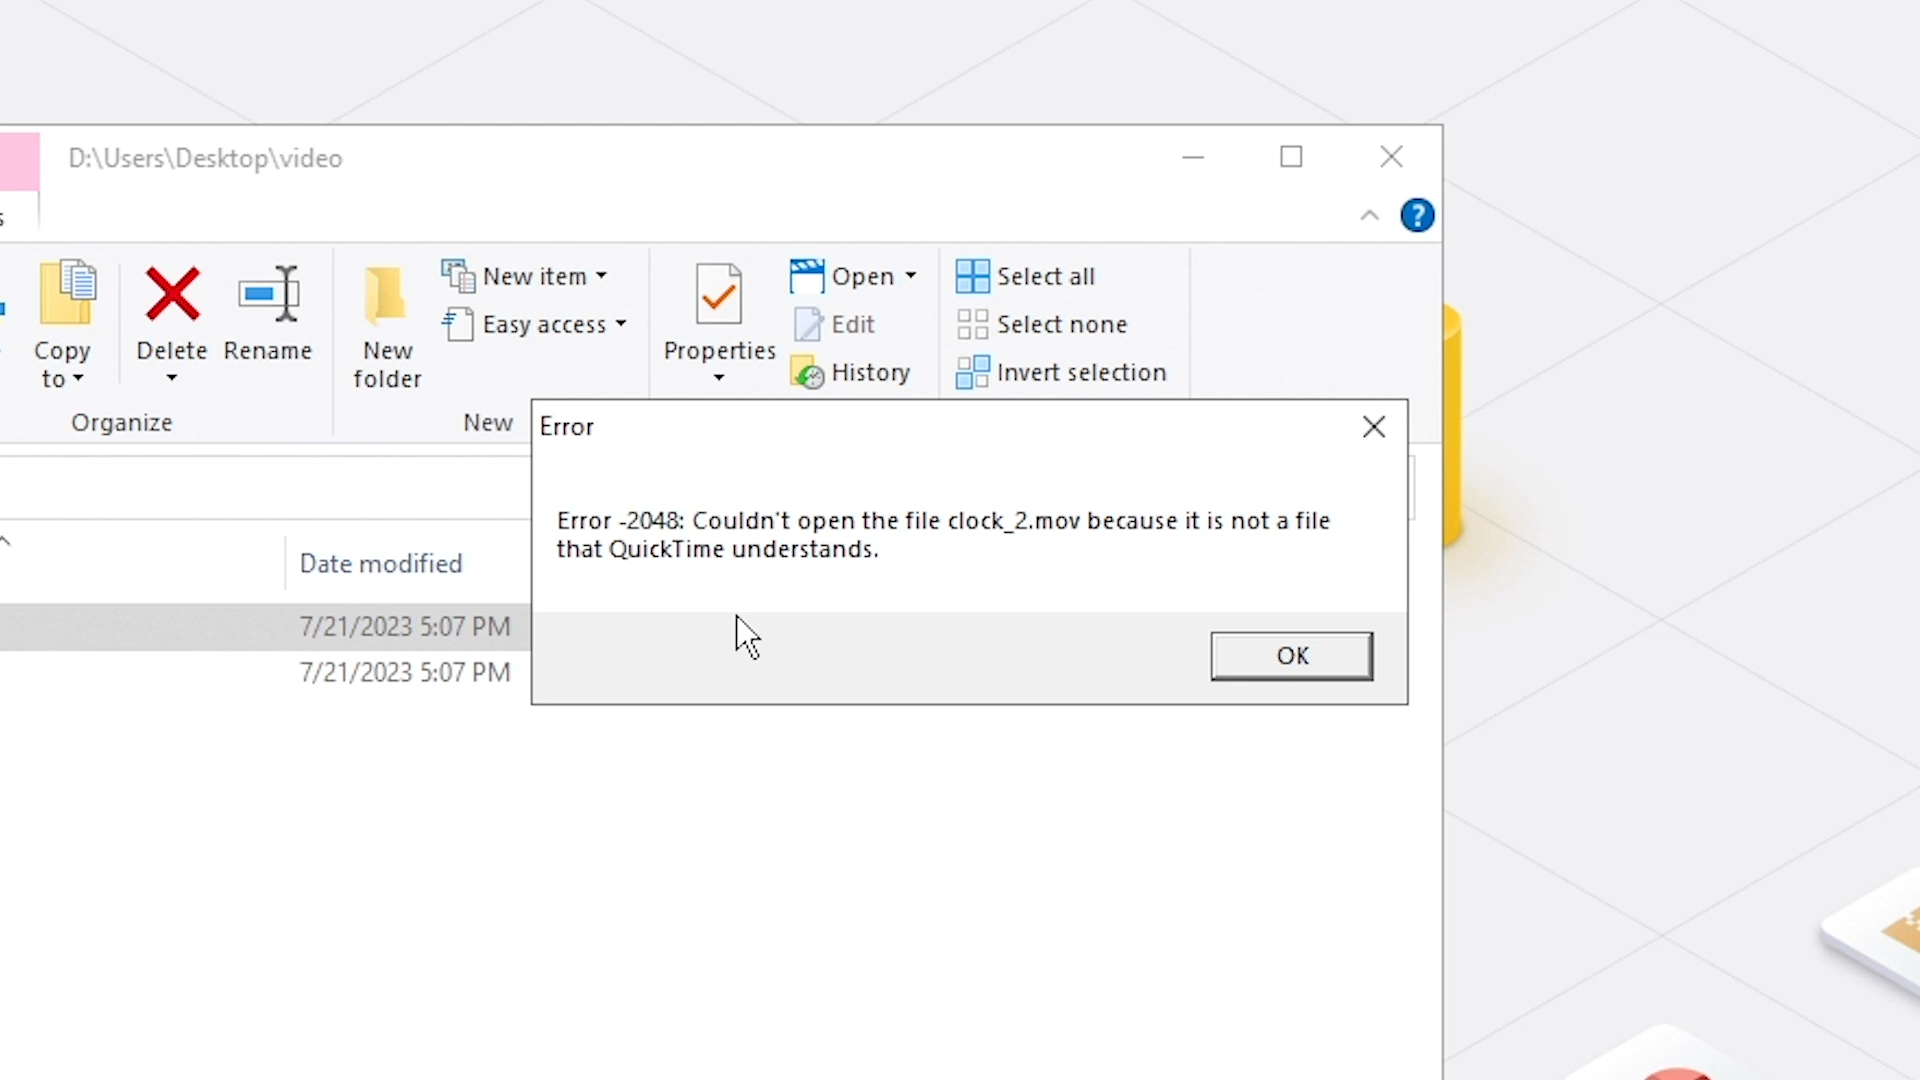 D:\Users\Desktop\video
s
?
Copy
to
Delete
Rename
New
folder
New item
Easy access
Properties
Open
Edit
History
Select all
Select none
Invert selection
Organize
New
Error
Error -2048: Couldn't open the file clock_2.mov because it is not a file
that QuickTime understands.
OK
Date modified
7/21/2023 5:07 PM
7/21/2023 5:07 PM